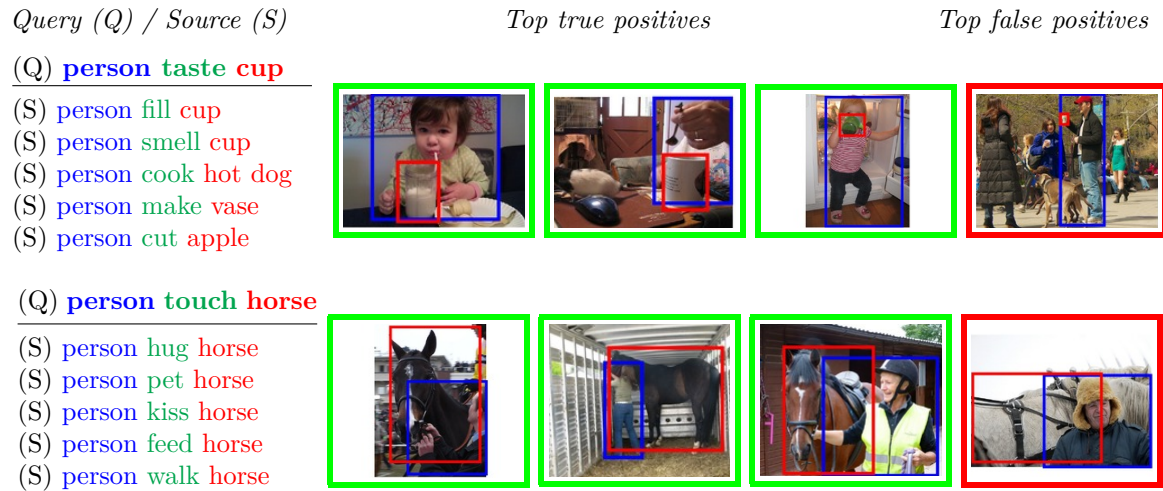 Query (Q) / Source (S)
Top true positives
Top false positives
(Q) person taste cup
(S) person fill cup
(S) person smell cup
(S) person cook hot dog
(S) person make vase
(S) person cut apple
(Q) person touch horse
(S) person hug horse
(S) person pet horse
(S) person kiss horse
(S) person feed horse
(S) person walk horse